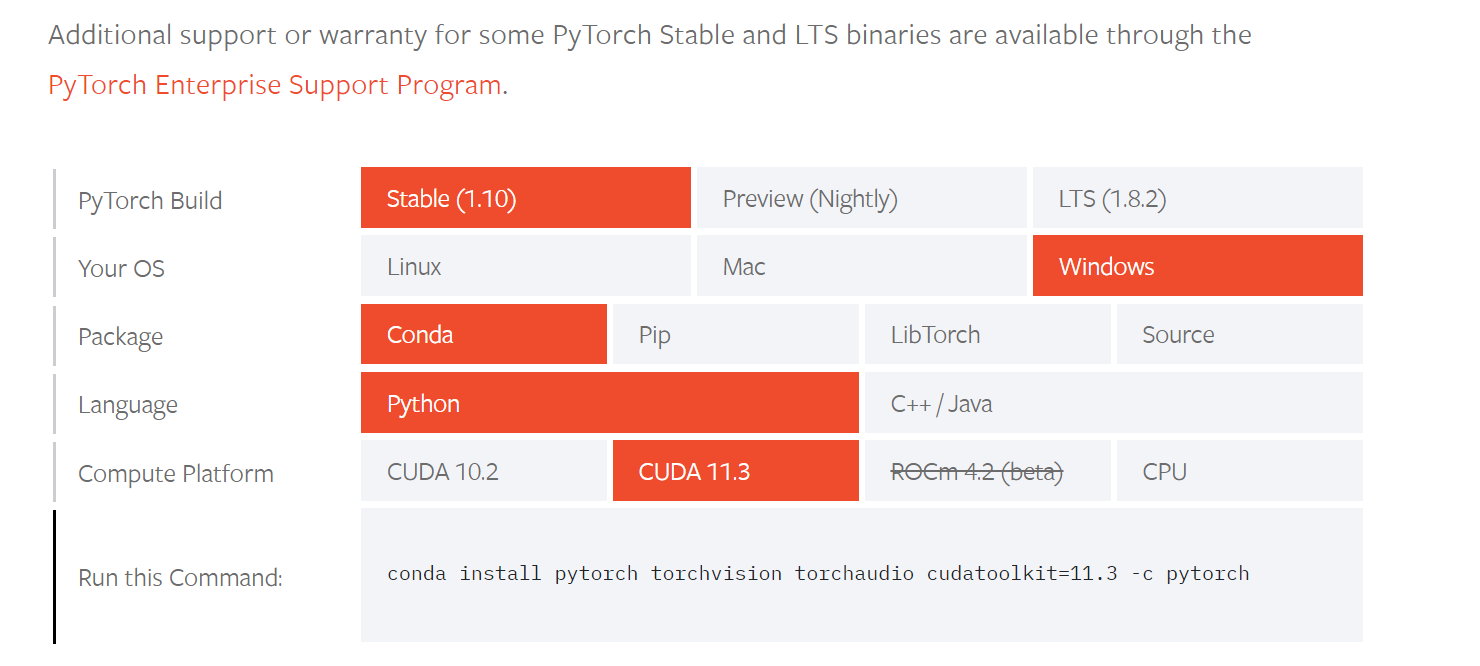 Additional support or warranty for some PyTorch Stable and LTS binaries are available through the
PyTorch Enterprise Support Program.
PyTorch Build
Stable (1.10)
Preview (Nightly)
LTS (1.8.2)
Your OS
Linux
Mac
Windows
Package
Conda
Pip
LibTorch
Source
Language
Python
C++ / Java
Compute Platform
CUDA 10.2
CUDA 11.3
ROCm 4.2 (beta)
CPU
Run this Command:
conda install pytorch torchvision torchaudio cudatoolkit=11.3 -c pytorch